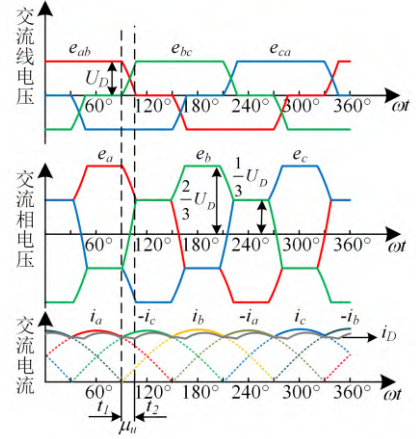 交流线电压
e_ab e_bc e_ca
U_D
60° 120° 180° 240° 300° 360° ωt
交流相电压
e_a e_b e_c
2/3 U_D 1/3 U_D
60° 120° 180° 240° 300° 360° ωt
交流电流
i_a -i_c i_b -i_a i_c -i_b
i_D
60° 120° 180° 240° 300° 360° ωt
t_1 μ_u t_2